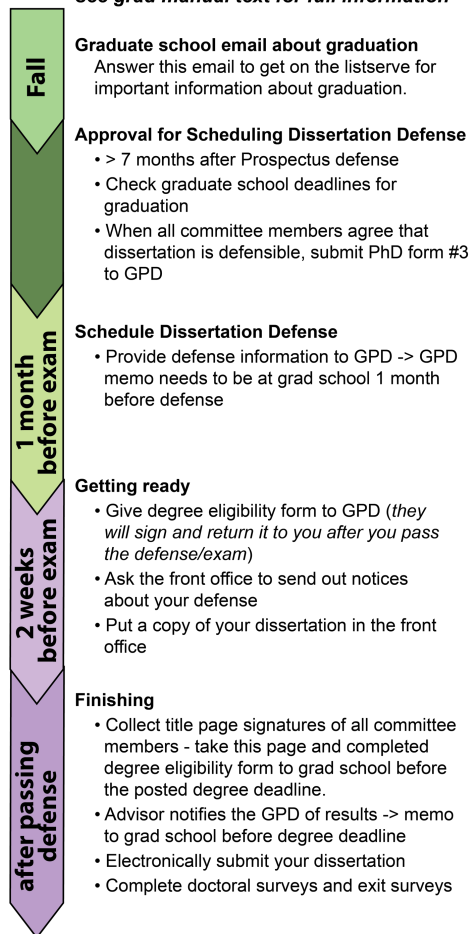 see grad manual text for full information
Fall
Graduate school email about graduation
Answer this email to get on the listserve for
important information about graduation.
Approval for Scheduling Dissertation Defense
• > 7 months after Prospectus defense
• Check graduate school deadlines for
graduation
• When all committee members agree that
dissertation is defensible, submit PhD form #3
to GPD
1 month
before exam
Schedule Dissertation Defense
• Provide defense information to GPD -> GPD
memo needs to be at grad school 1 month
before defense
2 weeks
before exam
Getting ready
• Give degree eligibility form to GPD (they
will sign and return it to you after you pass
the defense/exam)
• Ask the front office to send out notices
about your defense
• Put a copy of your dissertation in the front
office
after passing
defense
Finishing
• Collect title page signatures of all committee
members - take this page and completed
degree eligibility form to grad school before
the posted degree deadline.
• Advisor notifies the GPD of results -> memo
to grad school before degree deadline
• Electronically submit your dissertation
• Complete doctoral surveys and exit surveys